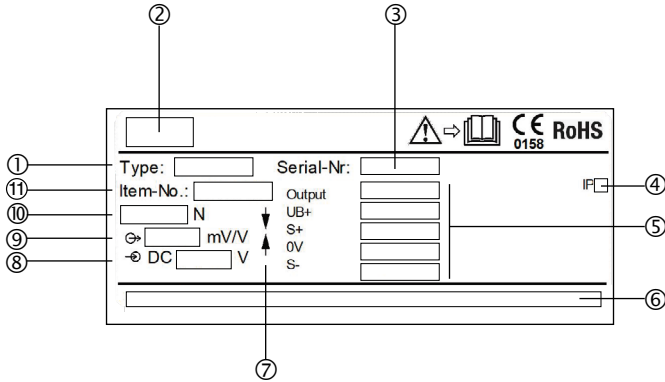 ② ③
CE 0158 RoHS
① Type: Serial-Nr:
⑪ Item-No.: Output IP ④
⑩ N UB+
⑨ mV/V S+ ⑤
⑧ DC V 0V
S-
⑥
⑦